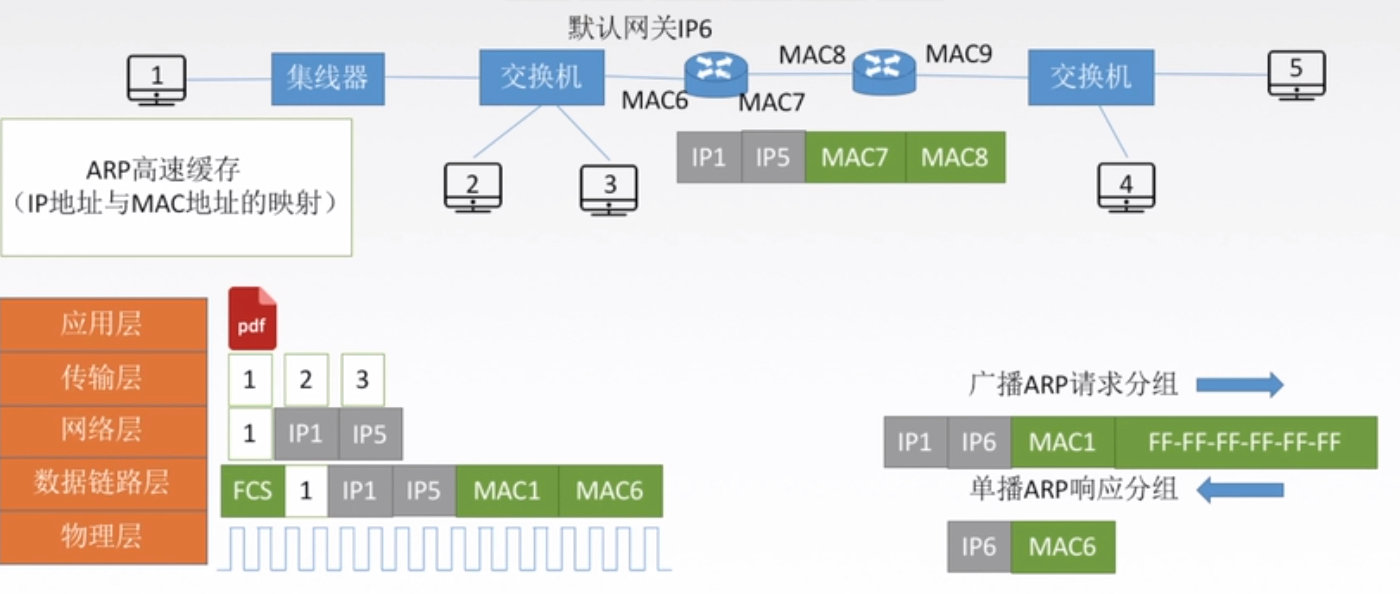 默认网关IP6
1
集线器
交换机
MAC8
MAC9
交换机
5
MAC6
MAC7
ARP高速缓存
（IP地址与MAC地址的映射）
2
3
IP1 IP5 MAC7 MAC8
4
应用层
pdf
传输层
1 2 3
网络层
1 IP1 IP5
数据链路层
FCS 1 IP1 IP5 MAC1 MAC6
物理层
广播ARP请求分组
IP1 IP6 MAC1 FF-FF-FF-FF-FF-FF
单播ARP响应分组
IP6 MAC6